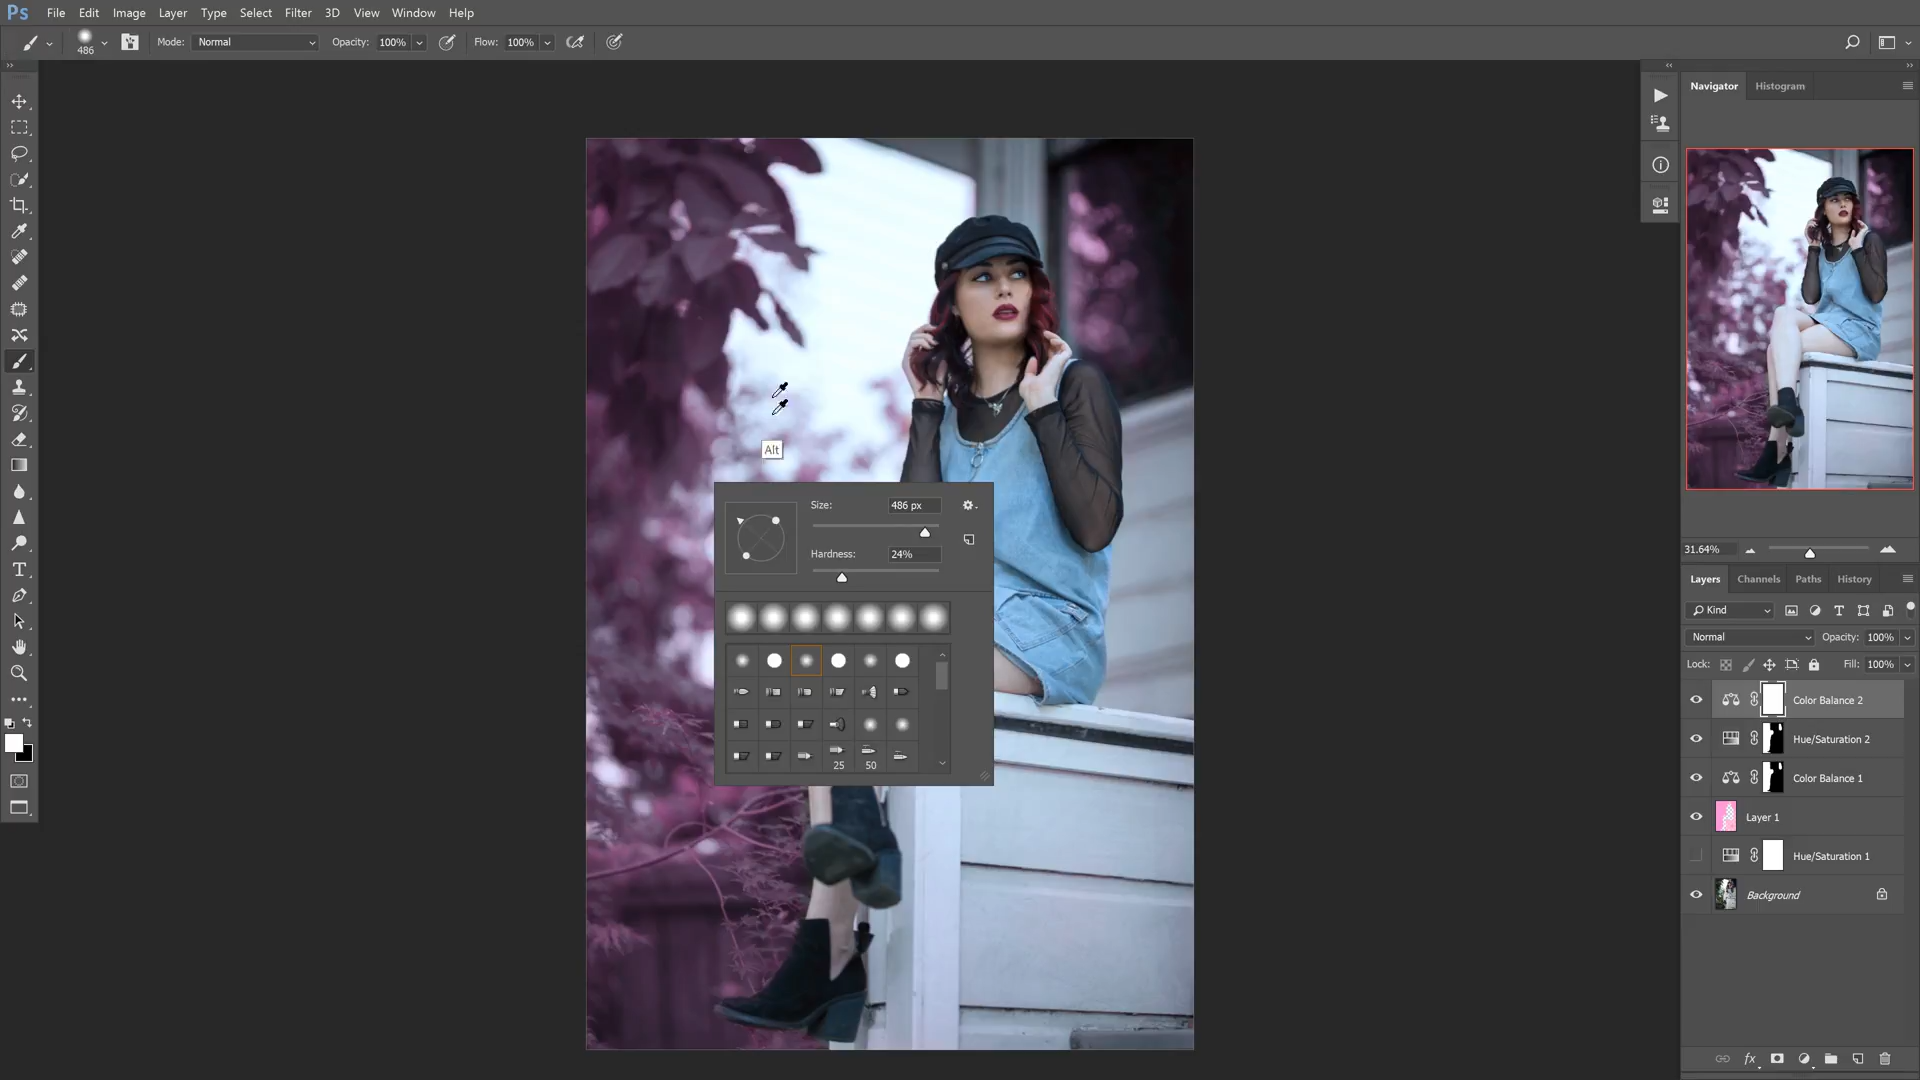 Ps File Edit Image Layer Type Select Filter 3D View Window Help
486 Mode: Normal Opacity: 100% Flow: 100%
Navigator Histogram
Alt
Size: 486 px
Hardness: 24%
25 50
31.64%
Layers Channels Paths History
Kind
Normal Opacity: 100%
Lock: Fill: 100%
Color Balance 2
Hue/Saturation 2
Color Balance 1
Layer 1
Hue/Saturation 1
Background